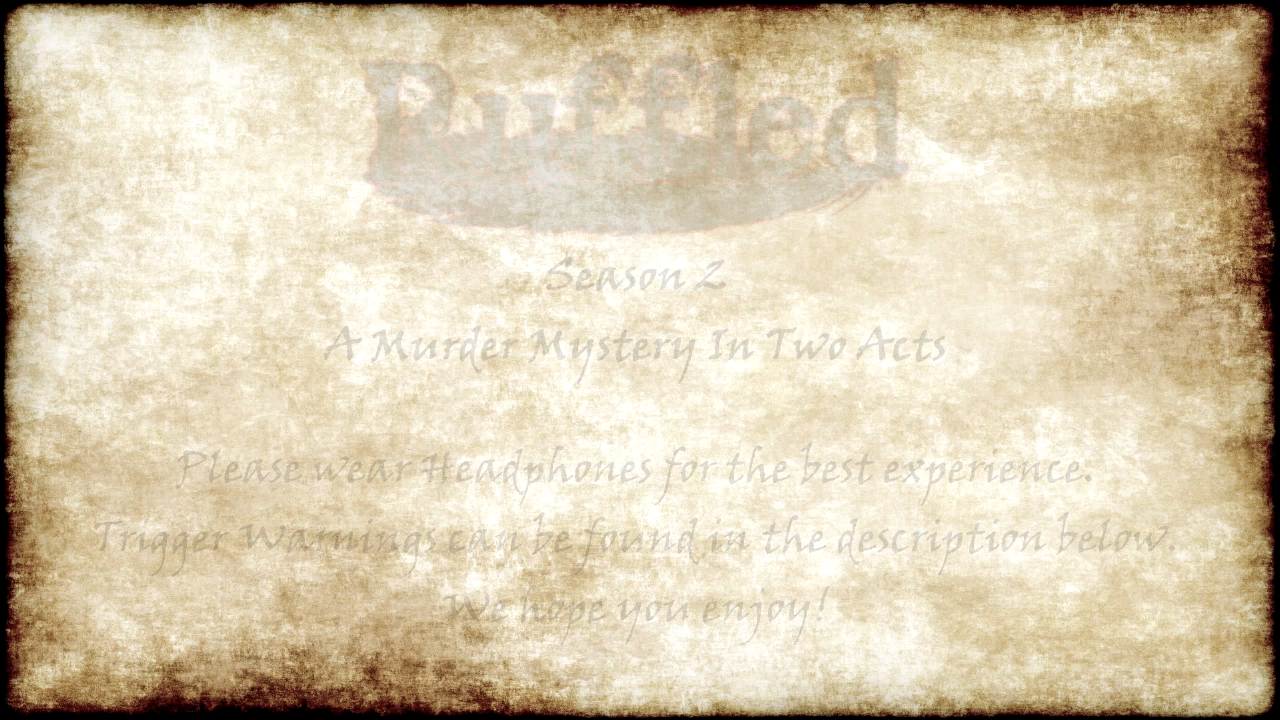 Ruffled
Season 2
A Murder Mystery In Two Acts
Please wear Headphones for the best experience.
Trigger Warnings can be found in the description below.
We hope you enjoy!